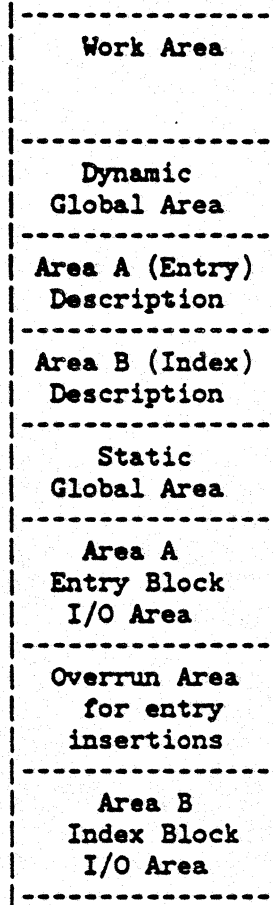 Work Area
Dynamic
Global Area
Area A (Entry)
Description
Area B (Index)
Description
Static
Global Area
Area A
Entry Block
I/O Area
Overrun Area
for entry
insertions
Area B
Index Block
I/O Area